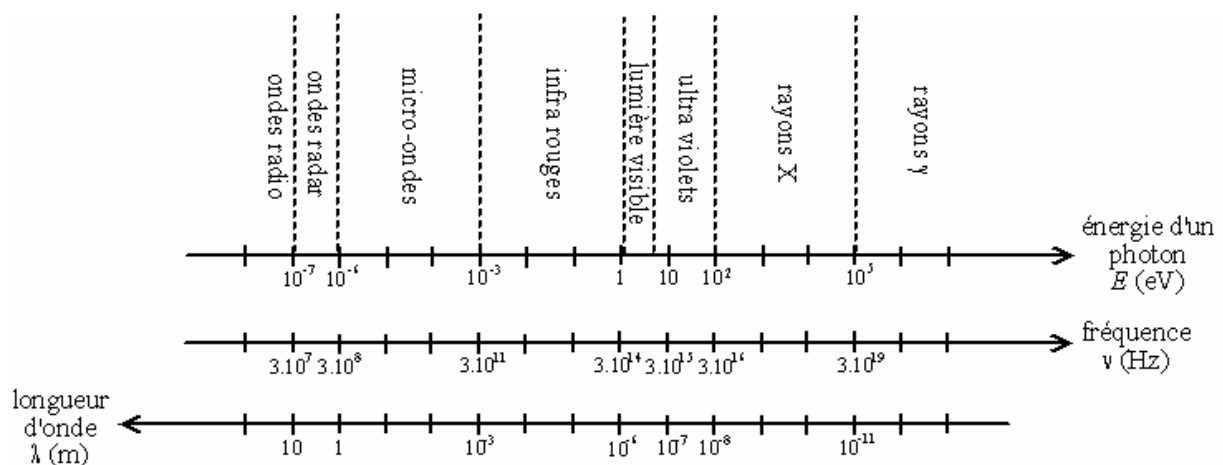 ondes radio
ondes radar
micro-ondes
infra rouges
lumière visible
ultra violets
rayons X
rayons γ
énergie d'un
photon
E (eV)
10⁻⁷ 10⁻⁶ 10⁻³ 1 10 10² 10⁵
fréquence
ν (Hz)
3.10⁷ 3.10⁸ 3.10¹¹ 3.10¹⁴ 3.10¹⁵ 3.10¹⁶ 3.10¹⁹
longueur
d'onde
λ (m)
10 1 10⁻³ 10⁻⁶ 10⁻⁷ 10⁻⁸ 10⁻¹¹